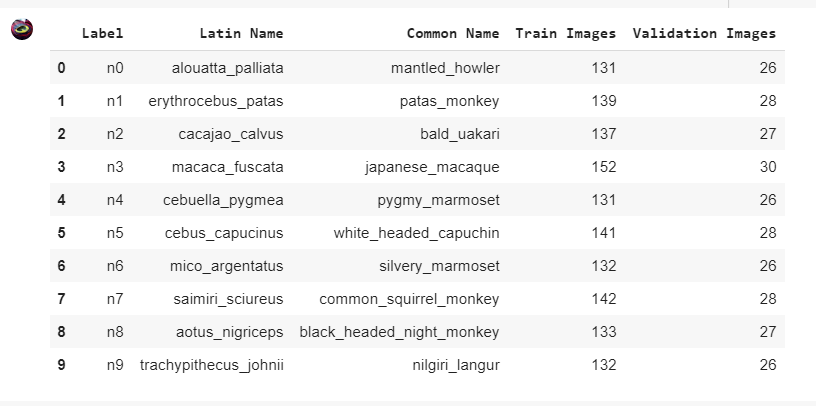 Label Latin Name Common Name Train Images Validation Images
0 n0 alouatta_palliata mantled_howler 131 26
1 n1 erythrocebus_patas patas_monkey 139 28
2 n2 cacajao_calvus bald_uakari 137 27
3 n3 macaca_fuscata japanese_macaque 152 30
4 n4 cebuella_pygmea pygmy_marmoset 131 26
5 n5 cebus_capucinus white_headed_capuchin 141 28
6 n6 mico_argentatus silvery_marmoset 132 26
7 n7 saimiri_sciureus common_squirrel_monkey 142 28
8 n8 aotus_nigriceps black_headed_night_monkey 133 27
9 n9 trachypithecus_johnii nilgiri_langur 132 26